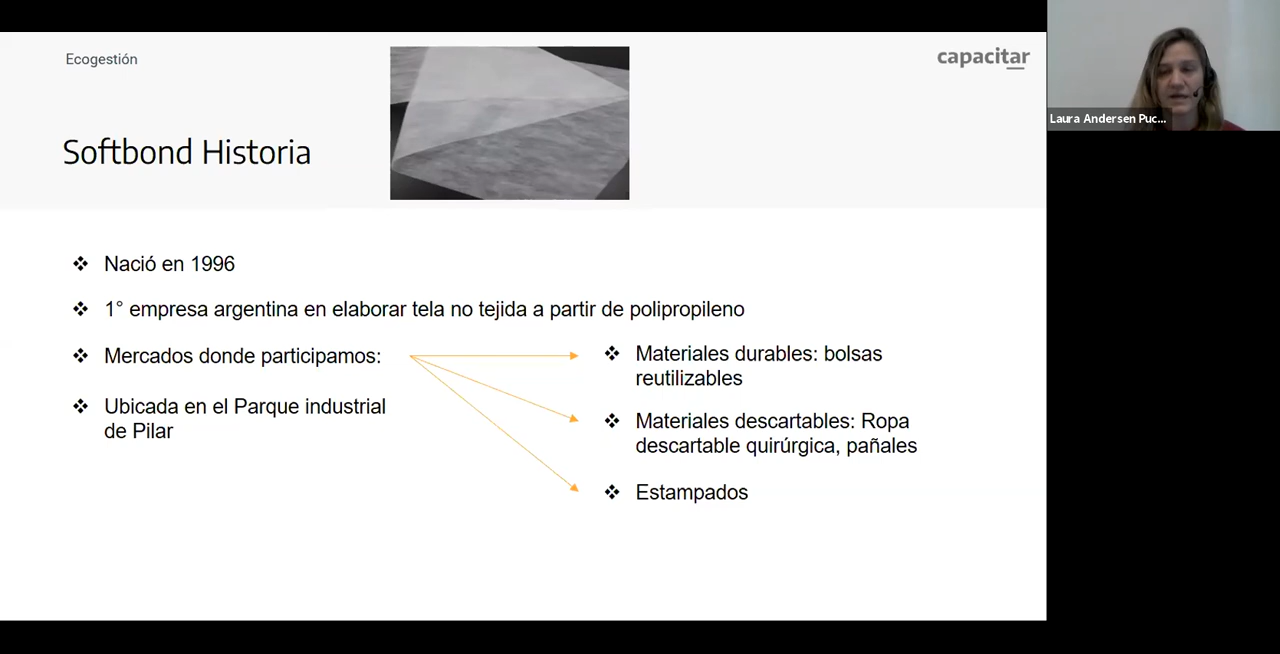 Ecogestión
capacitar
Laura Andersen Puc...
Softbond Historia
❖ Nació en 1996
❖ 1° empresa argentina en elaborar tela no tejida a partir de polipropileno
❖ Mercados donde participamos:
❖ Ubicada en el Parque industrial
de Pilar
❖ Materiales durables: bolsas
reutilizables
❖ Materiales descartables: Ropa
descartable quirúrgica, pañales
❖ Estampados